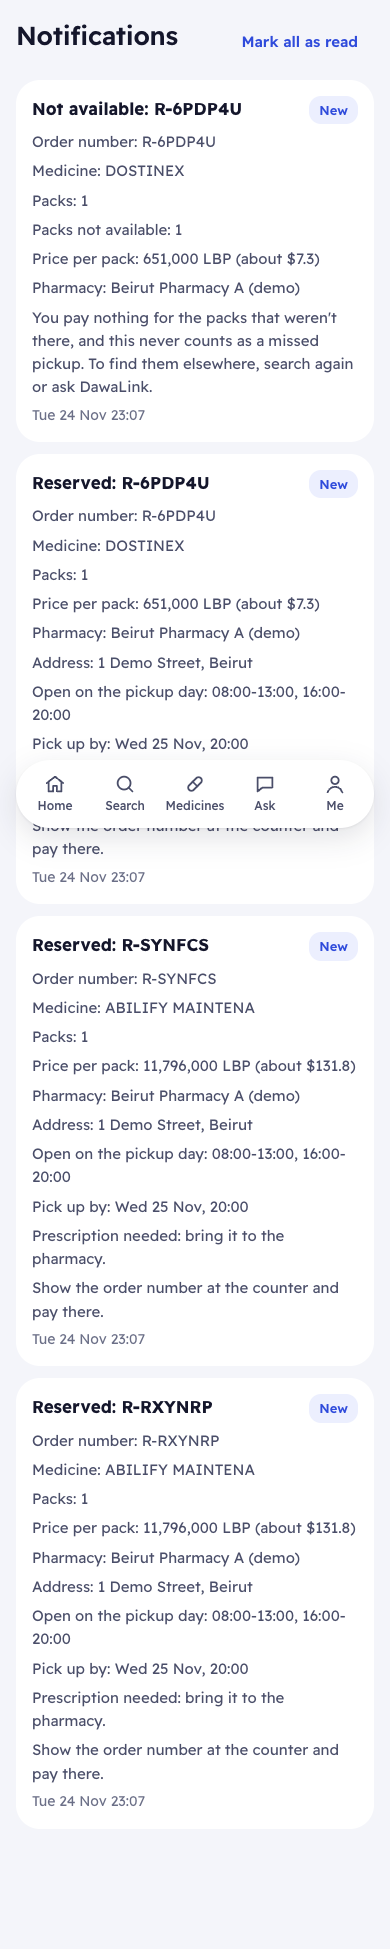 Notifications
Mark all as read
Not available: R-6PDP4U
New
Order number: R-6PDP4U
Medicine: DOSTINEX
Packs: 1
Packs not available: 1
Price per pack: 651,000 LBP (about $7.3)
Pharmacy: Beirut Pharmacy A (demo)
You pay nothing for the packs that weren't
there, and this never counts as a missed
pickup. To find them elsewhere, search again
or ask DawaLink.
Tue 24 Nov 23:07
Reserved: R-6PDP4U
New
Order number: R-6PDP4U
Medicine: DOSTINEX
Packs: 1
Price per pack: 651,000 LBP (about $7.3)
Pharmacy: Beirut Pharmacy A (demo)
Address: 1 Demo Street, Beirut
Open on the pickup day: 08:00-13:00, 16:00-
20:00
Pick up by: Wed 25 Nov, 20:00
Home
Search
Medicines
Ask
Me
Show the order number at the counter and
pay there.
Tue 24 Nov 23:07
Reserved: R-SYNFCS
New
Order number: R-SYNFCS
Medicine: ABILIFY MAINTENA
Packs: 1
Price per pack: 11,796,000 LBP (about $131.8)
Pharmacy: Beirut Pharmacy A (demo)
Address: 1 Demo Street, Beirut
Open on the pickup day: 08:00-13:00, 16:00-
20:00
Pick up by: Wed 25 Nov, 20:00
Prescription needed: bring it to the
pharmacy.
Show the order number at the counter and
pay there.
Tue 24 Nov 23:07
Reserved: R-RXYNRP
New
Order number: R-RXYNRP
Medicine: ABILIFY MAINTENA
Packs: 1
Price per pack: 11,796,000 LBP (about $131.8)
Pharmacy: Beirut Pharmacy A (demo)
Address: 1 Demo Street, Beirut
Open on the pickup day: 08:00-13:00, 16:00-
20:00
Pick up by: Wed 25 Nov, 20:00
Prescription needed: bring it to the
pharmacy.
Show the order number at the counter and
pay there.
Tue 24 Nov 23:07